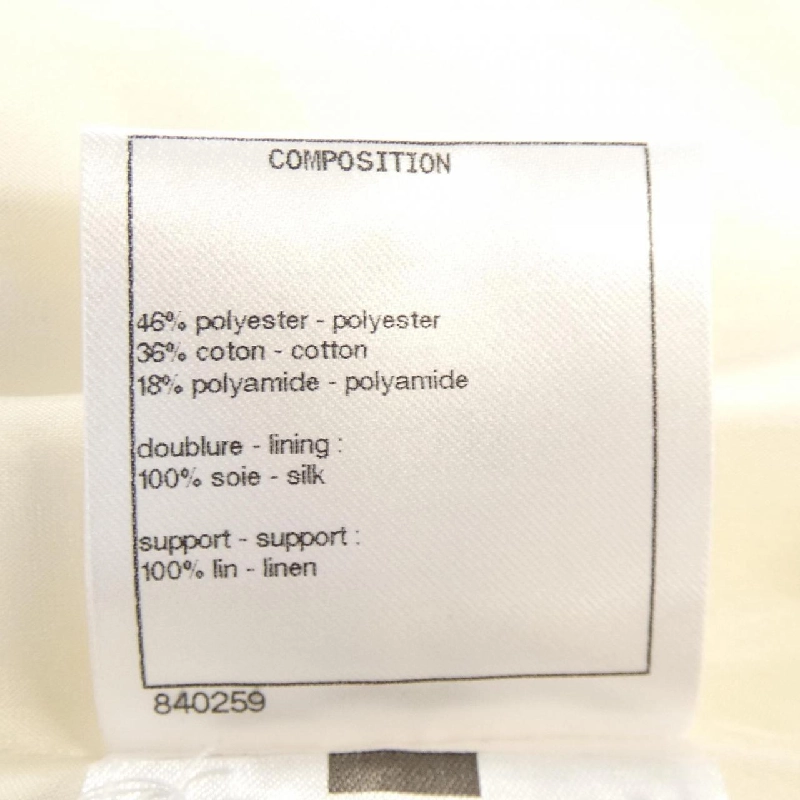 COMPOSITION
46% polyester - polyester
36% coton - cotton
18% polyamide - polyamide
doublure - lining :
100% soie - silk
support - support :
100% lin - linen
840259